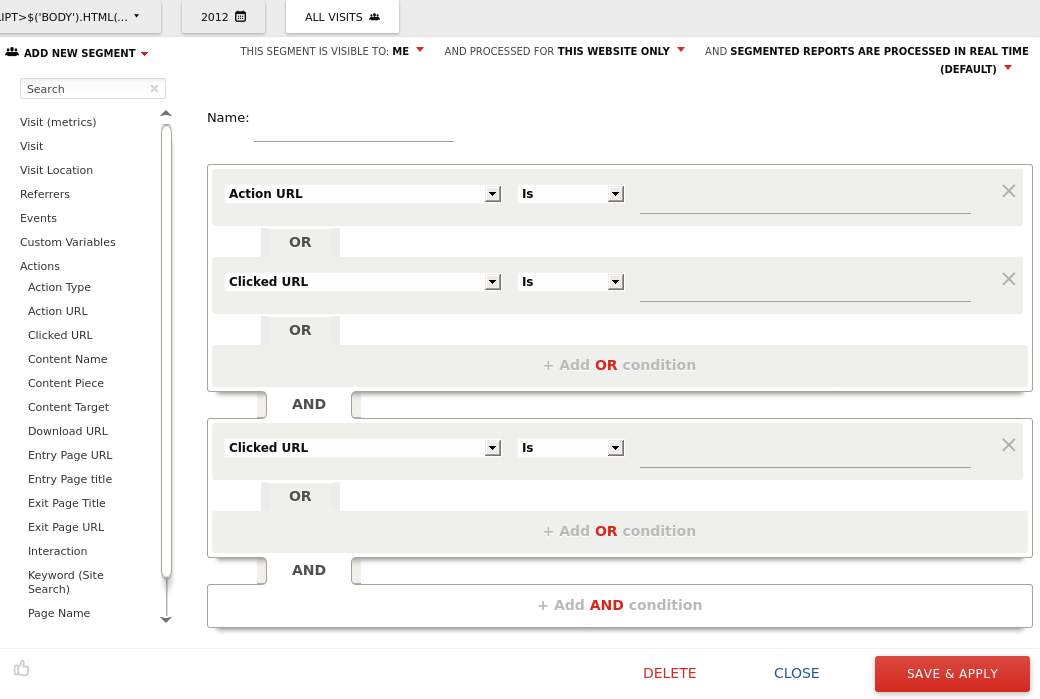 IPT>$('BODY').HTML(...
2012
ALL VISITS
ADD NEW SEGMENT
THIS SEGMENT IS VISIBLE TO: ME
AND PROCESSED FOR THIS WEBSITE ONLY
AND SEGMENTED REPORTS ARE PROCESSED IN REAL TIME
(DEFAULT)
Search
Visit (metrics)
Visit
Visit Location
Referrers
Events
Custom Variables
Actions
Action Type
Action URL
Clicked URL
Content Name
Content Piece
Content Target
Download URL
Entry Page URL
Entry Page title
Exit Page Title
Exit Page URL
Interaction
Keyword (Site
Search)
Page Name
Name:
Action URL Is
OR
Clicked URL Is
OR
+ Add OR condition
AND
Clicked URL Is
OR
+ Add OR condition
AND
+ Add AND condition
DELETE
CLOSE
SAVE & APPLY